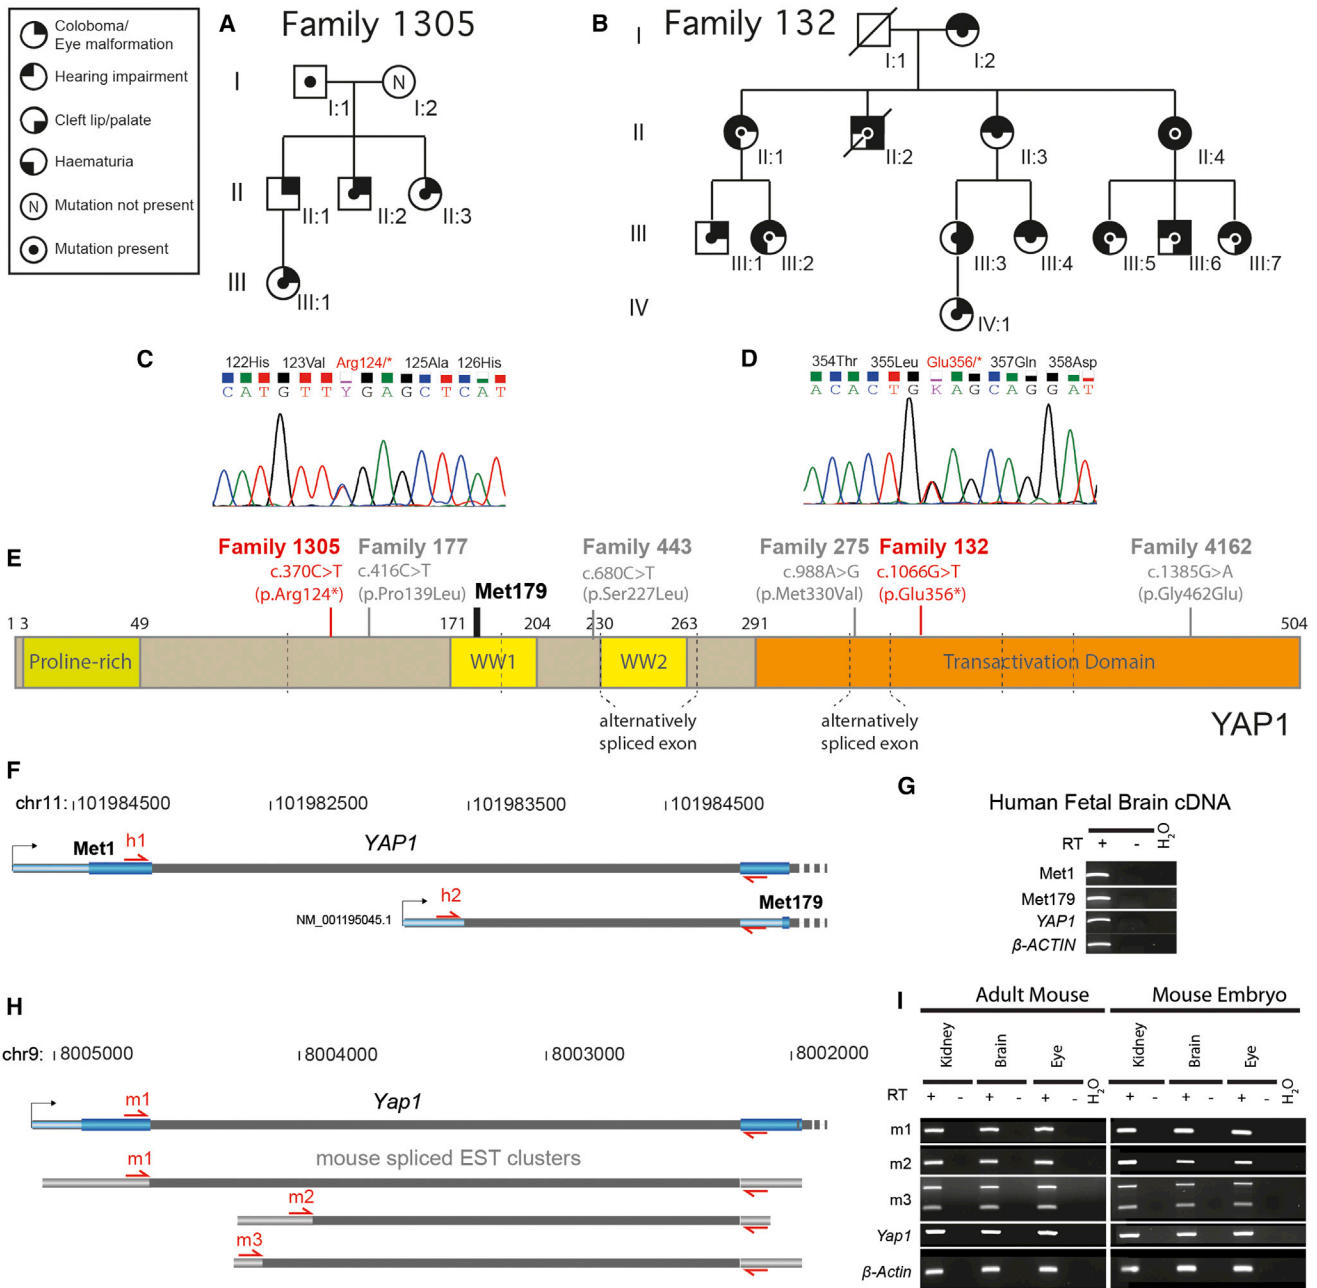 Coloboma/
Eye malformation
Hearing impairment
Cleft lip/palate
Haematuria
N Mutation not present
Mutation present
A Family 1305
I
N
I:1 I:2
II
II:1 II:2 II:3
III
III:1
B Family 132
I
I:1 I:2
II
II:1 II:2 II:3 II:4
III
III:1 III:2 III:3 III:4 III:5 III:6 III:7
IV
IV:1
C
122His 123Val Arg124/* 125Ala 126His
C A T G T T Y G A G C T C A T
D
354Thr 355Leu Glu356/* 357Gln 358Asp
A C A C T G K A G C A G G A T
E
Family 1305 Family 177 Family 443 Family 275 Family 132 Family 4162
c.370C>T c.416C>T c.680C>T c.988A>G c.1066G>T c.1385G>A
(p.Arg124*) (p.Pro139Leu) Met179 (p.Ser227Leu) (p.Met330Val) (p.Glu356*) (p.Gly462Glu)
1 3 49 171 204 230 263 291 504
Proline-rich WW1 WW2 Transactivation Domain
alternatively
spliced exon
alternatively
spliced exon
YAP1
F
chr11: 101984500 101982500 101983500 101984500
Met1 h1 YAP1
h2 Met179
NM_001195045.1
G
Human Fetal Brain cDNA
RT + - H2O
Met1
Met179
YAP1
β-ACTIN
H
chr9: 8005000 8004000 8003000 8002000
m1 Yap1
mouse spliced EST clusters
m1
m2
m3
I
Adult Mouse Mouse Embryo
Kidney Brain Eye Kidney Brain Eye
RT + - + - + - H2O + - + - + - H2O
m1
m2
m3
Yap1
β-Actin